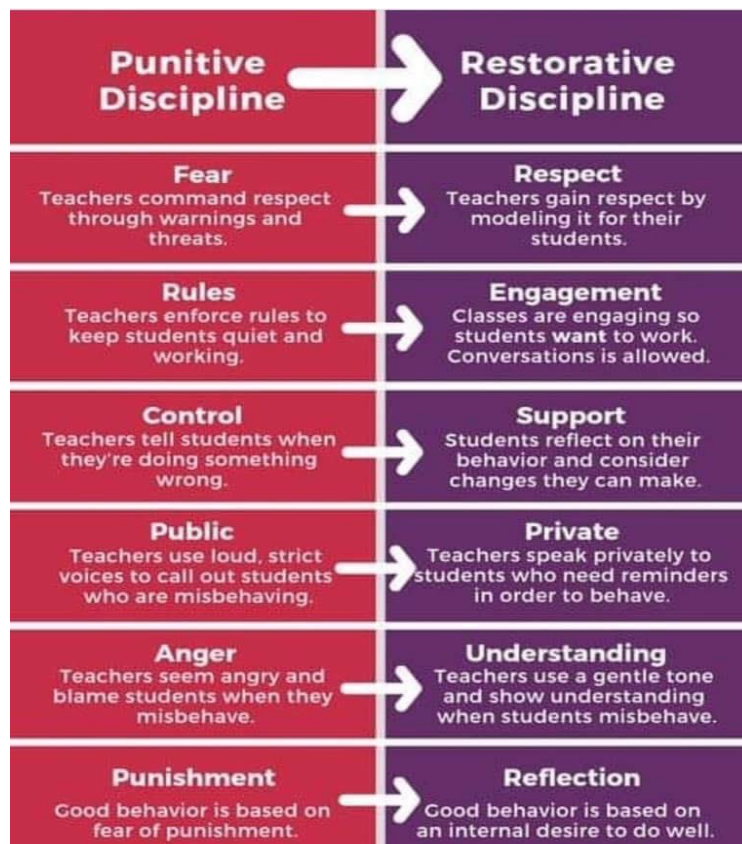 Punitive
Discipline
Restorative
Discipline
Fear
Teachers command respect
through warnings and
threats.
Respect
Teachers gain respect by
modeling it for their
students.
Rules
Teachers enforce rules to
keep students quiet and
working.
Engagement
Classes are engaging so
students want to work.
Conversations is allowed.
Control
Teachers tell students when
they're doing something
wrong.
Support
Students reflect on their
behavior and consider
changes they can make.
Public
Teachers use loud, strict
voices to call out students
who are misbehaving.
Private
Teachers speak privately to
students who need reminders
in order to behave.
Anger
Teachers seem angry and
blame students when they
misbehave.
Understanding
Teachers use a gentle tone
and show understanding
when students misbehave.
Punishment
Good behavior is based on
fear of punishment.
Reflection
Good behavior is based on
an internal desire to do well.